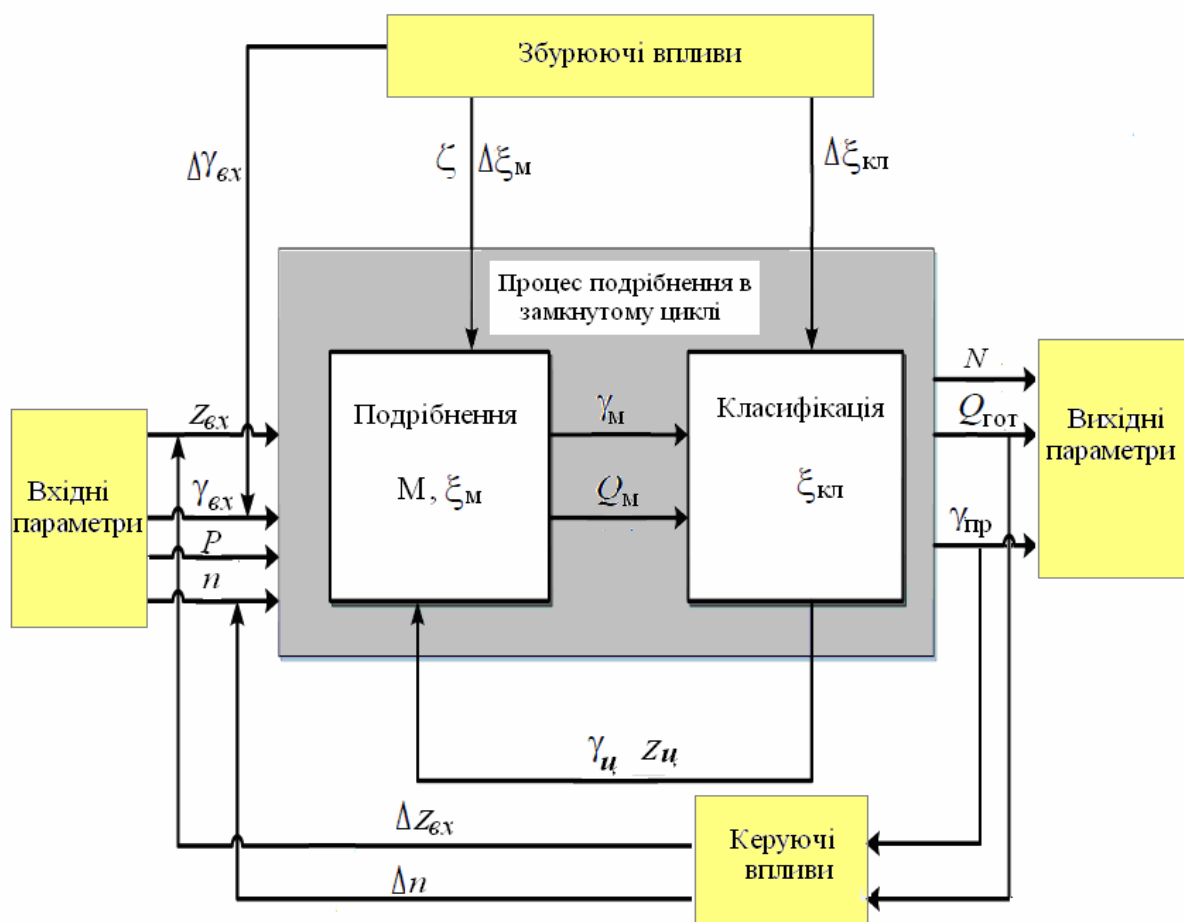 Збурюючі впливи
Δγвх
ζ Δξм
Δξкл
Процес подрібнення в
замкнутому циклі
Подрібнення
М, ξм
γм
Qм
Класифікація
ξкл
Вхідні
параметри
zвх
γвх
P
n
N
Qгот
γпр
Вихідні
параметри
γц zц
Δzвх
Δn
Керуючі
впливи